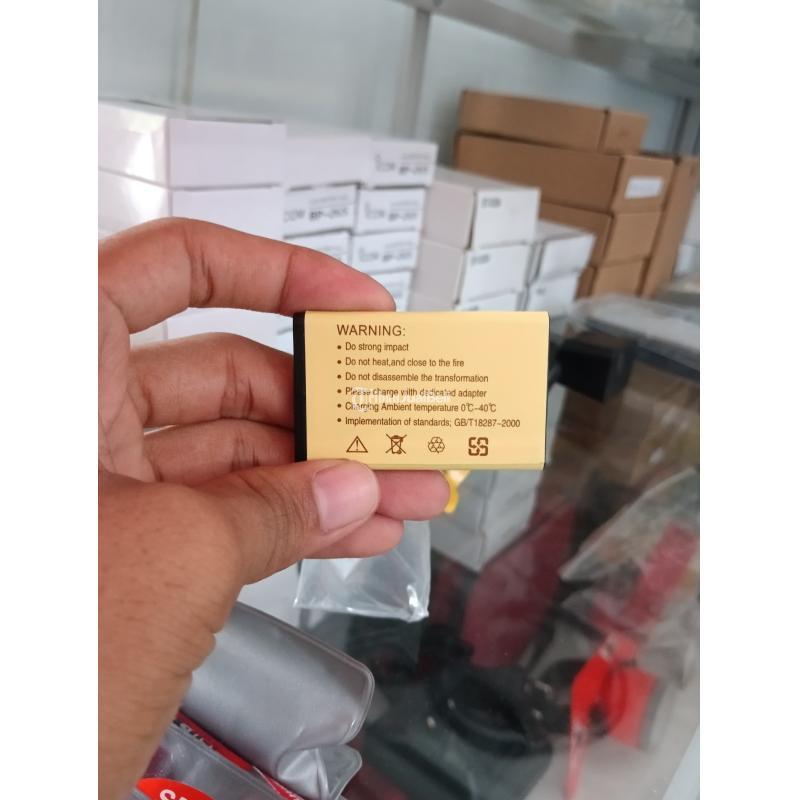 WARNING:
• Do strong impact
• Do not heat,and close to the fire
• Do not disassemble the transformation
• Please charge yilth dedicated adapter
• Charging Ambient temperature 0℃-40℃
• Implementation of standards; GB/T18287-2000